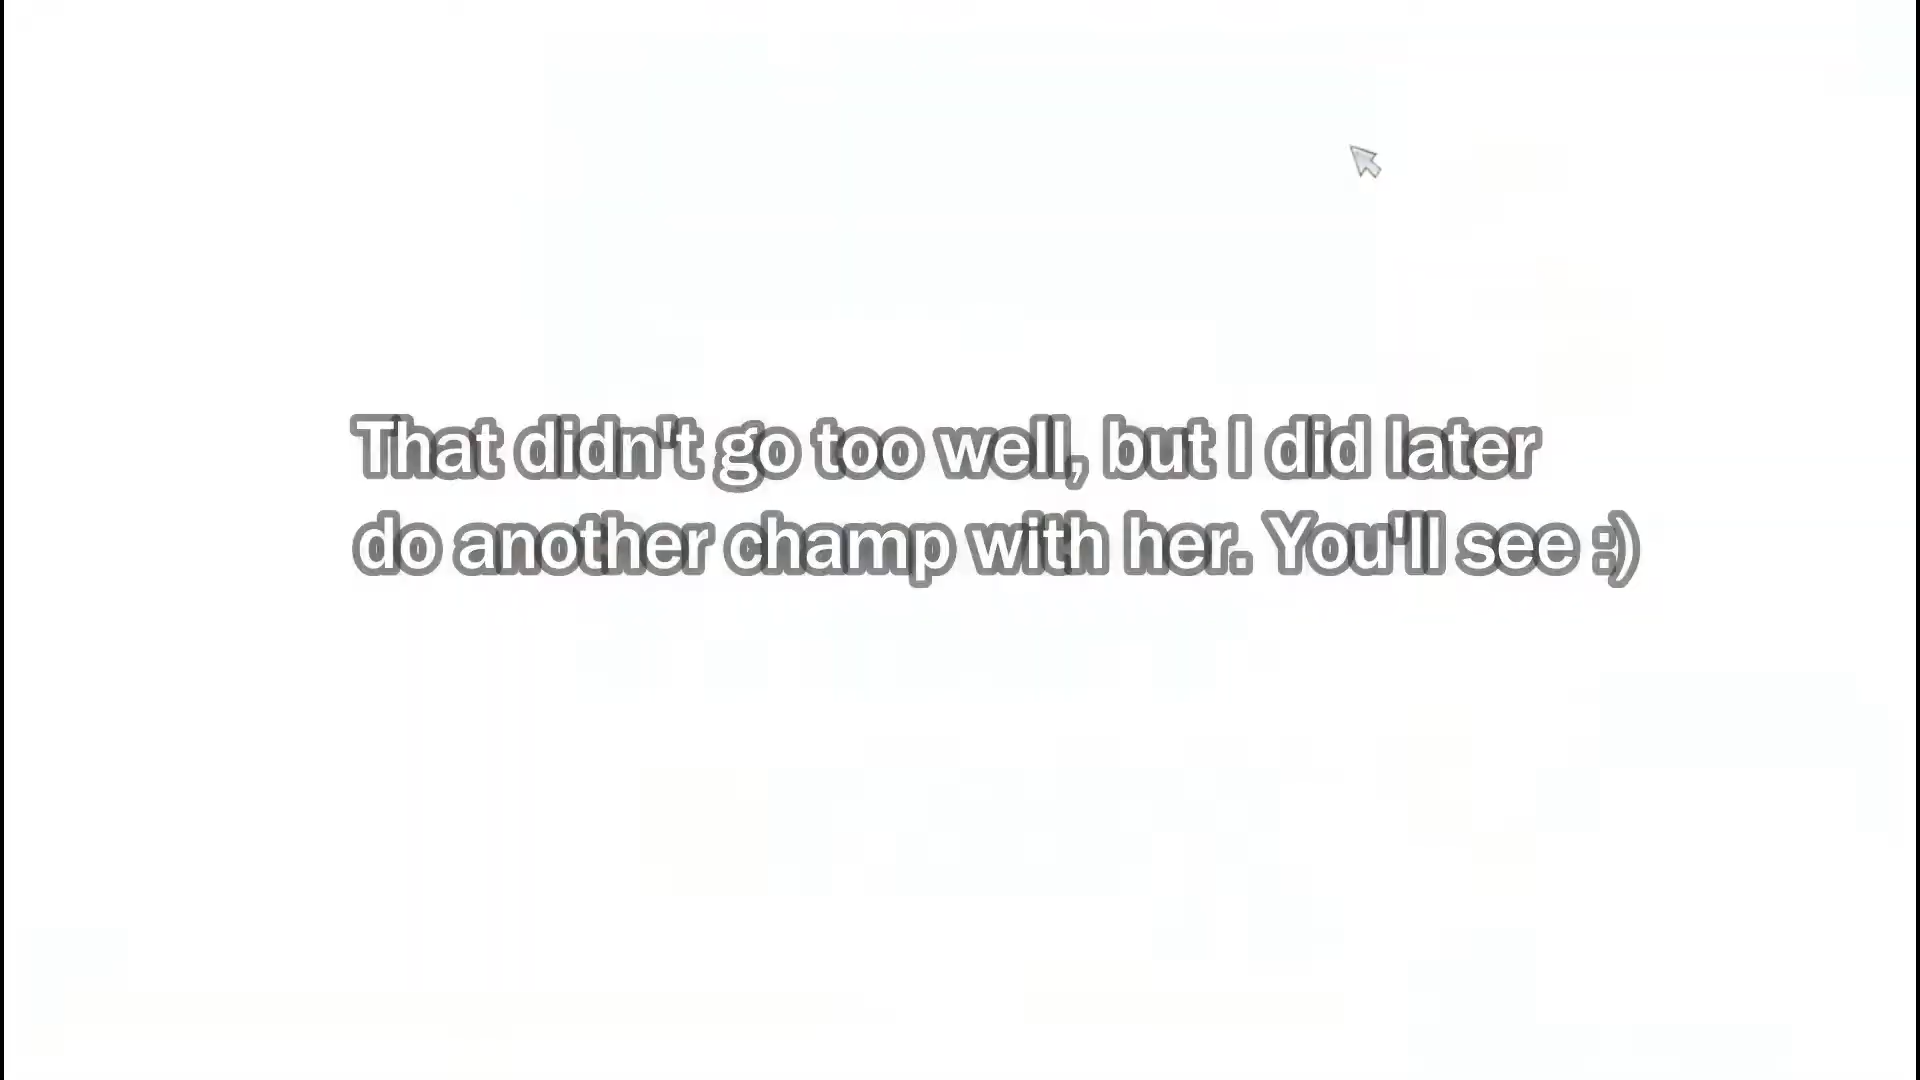 That didn't go too well, but I did later
do another champ with her. You'll see :)